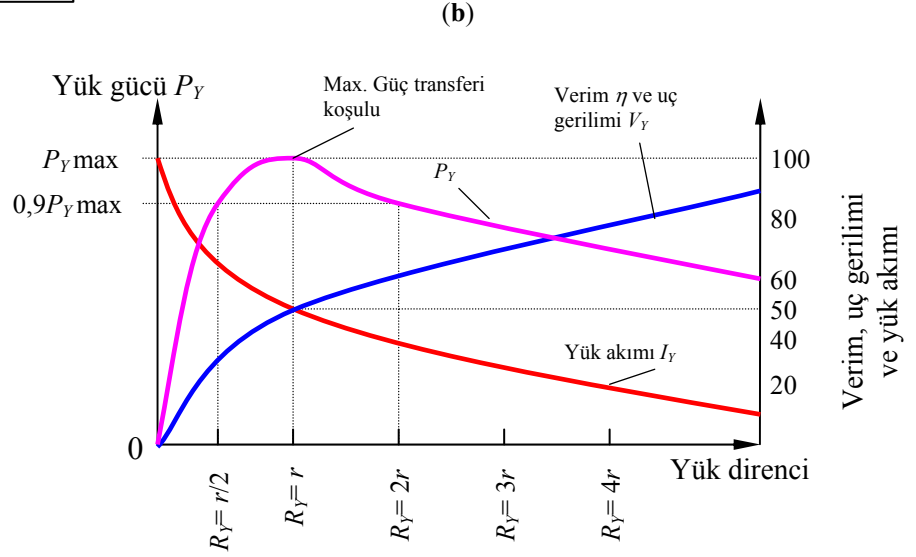 (b)
Yük gücü P_Y
Max. Güç transferi
koşulu
Verim η ve uç
gerilimi V_Y
P_Y max
0,9P_Y max
0
P_Y
Yük akımı I_Y
100
80
60
50
40
20
Verim, uç gerilimi
ve yük akımı
Yük direnci
R_Y= r/2
R_Y= r
R_Y= 2r
R_Y= 3r
R_Y= 4r